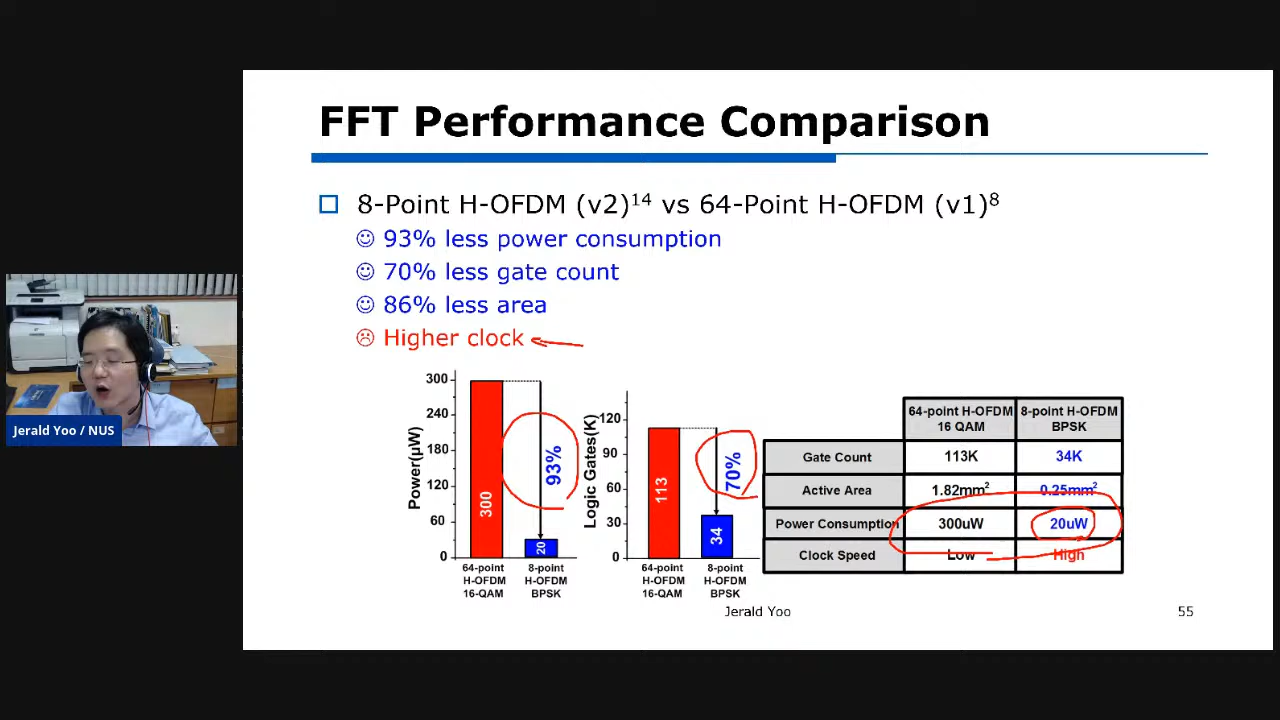 FFT Performance Comparison
8-Point H-OFDM (v2)14 vs 64-Point H-OFDM (v1)8
93% less power consumption
70% less gate count
86% less area
Higher clock
Jerald Yoo / NUS
Power(µW)
300
240
180
120
60
0
300
93%
20
64-point
H-OFDM
16-QAM
8-point
H-OFDM
BPSK
Logic Gates(K)
120
90
60
30
0
113
70%
34
64-point
H-OFDM
16-QAM
8-point
H-OFDM
BPSK
64-point H-OFDM
16 QAM
8-point H-OFDM
BPSK
Gate Count 113K 34K
Active Area 1.82mm2 0.25mm2
Power Consumption 300uW 20uW
Clock Speed Low High
Jerald Yoo
55